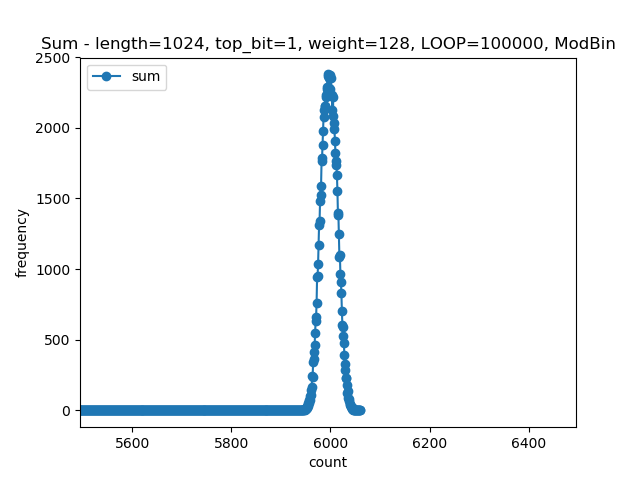 Sum - length=1024, top_bit=1, weight=128, LOOP=100000, ModBin
sum
2500
2000
1500
1000
500
0
frequency
5600 5800 6000 6200 6400
count